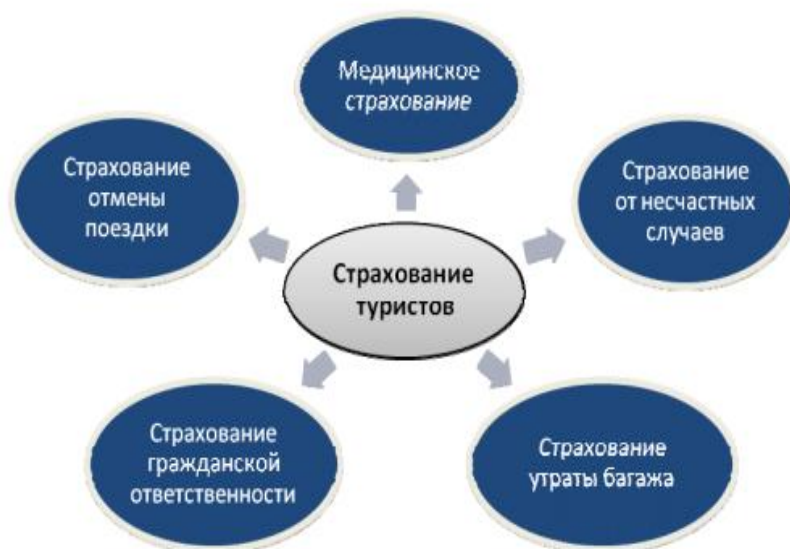 Медицинское
страхование
Страхование
отмены
поездки
Страхование
от несчастных
случаев
Страхование
туристов
Страхование
гражданской
ответственности
Страхование
утраты багажа